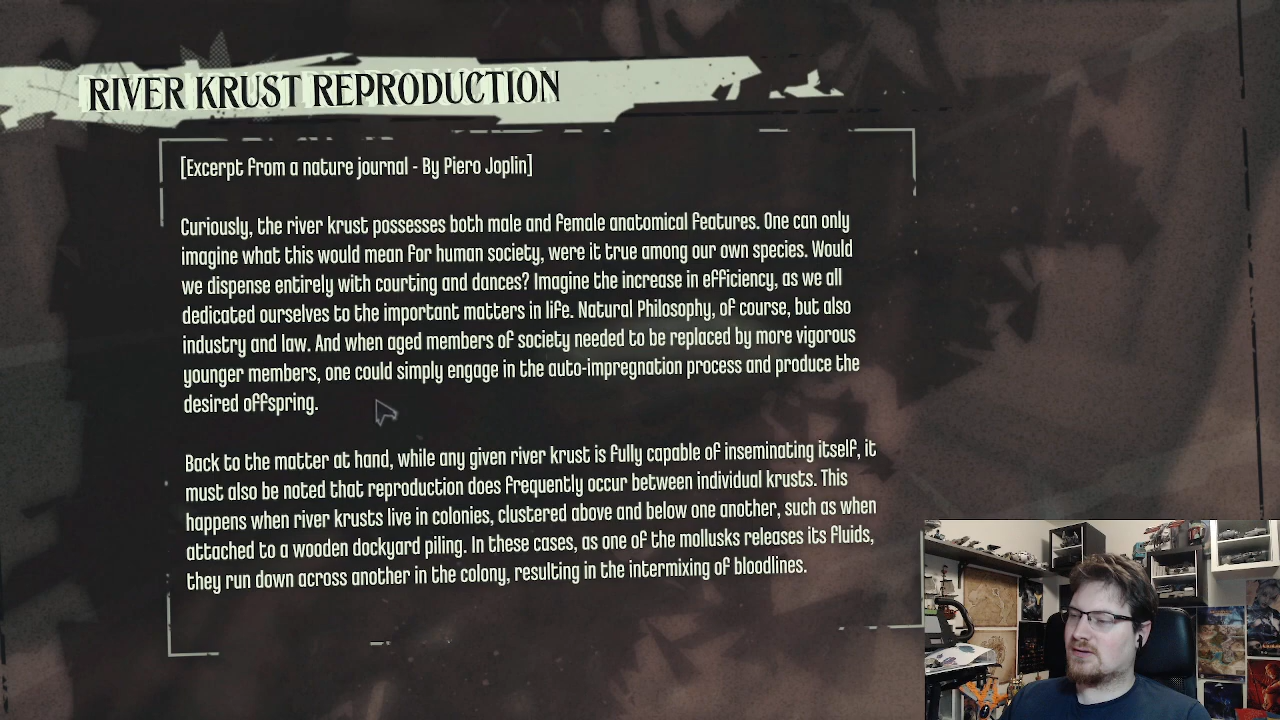 RIVER KRUST REPRODUCTION
[Excerpt from a nature journal - By Piero Joplin]
Curiously, the river krust possesses both male and female anatomical features. One can only
imagine what this would mean for human society, were it true among our own species. Would
we dispense entirely with courting and dances? Imagine the increase in efficiency, as we all
dedicated ourselves to the important matters in life. Natural Philosophy, of course, but also
industry and law. And when aged members of society needed to be replaced by more vigorous
younger members, one could simply engage in the auto-impregnation process and produce the
desired offspring.
Back to the matter at hand, while any given river krust is fully capable of inseminating itself, it
must also be noted that reproduction does frequently occur between individual krusts. This
happens when river krusts live in colonies, clustered above and below one another, such as when
attached to a wooden dockyard piling. In these cases, as one of the mollusks releases its fluids,
they run down across another in the colony, resulting in the intermixing of bloodlines.